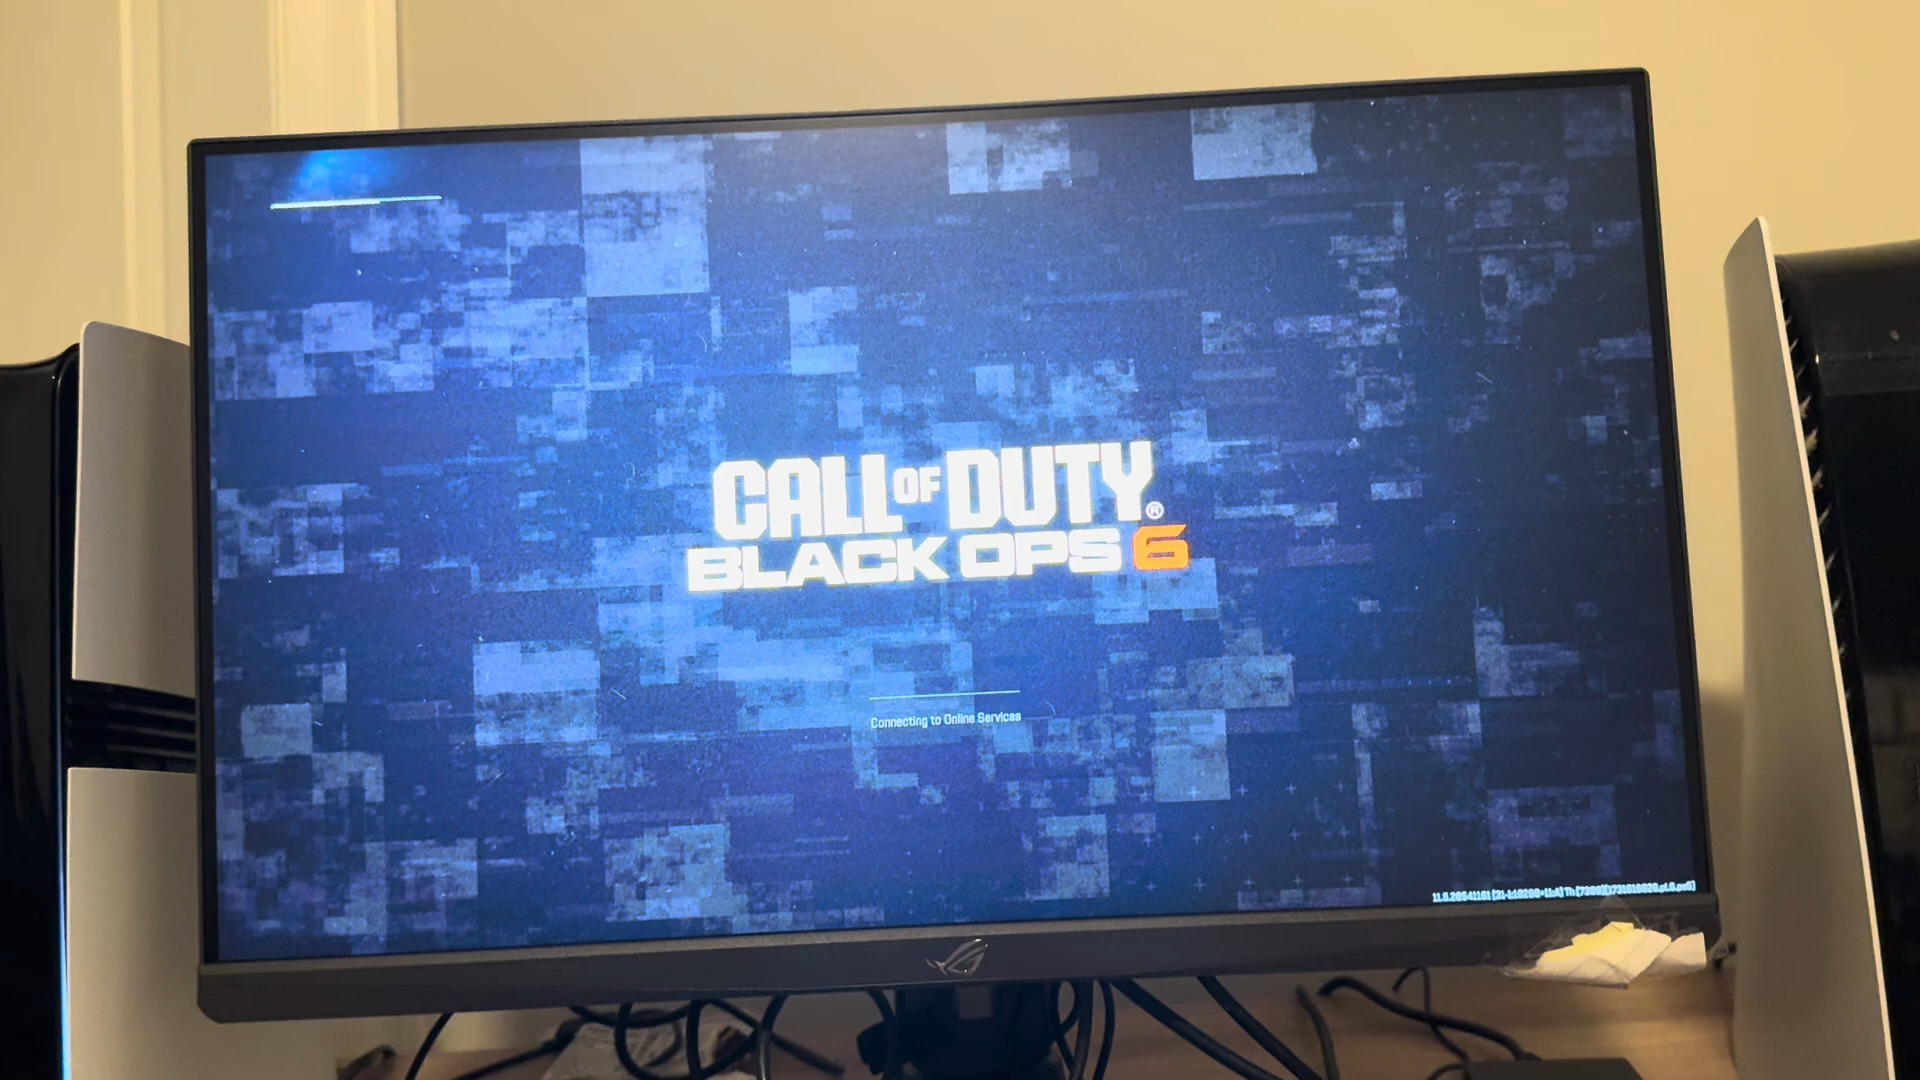 CALL OF DUTY®
BLACK OPS 6
Connecting to Online Services